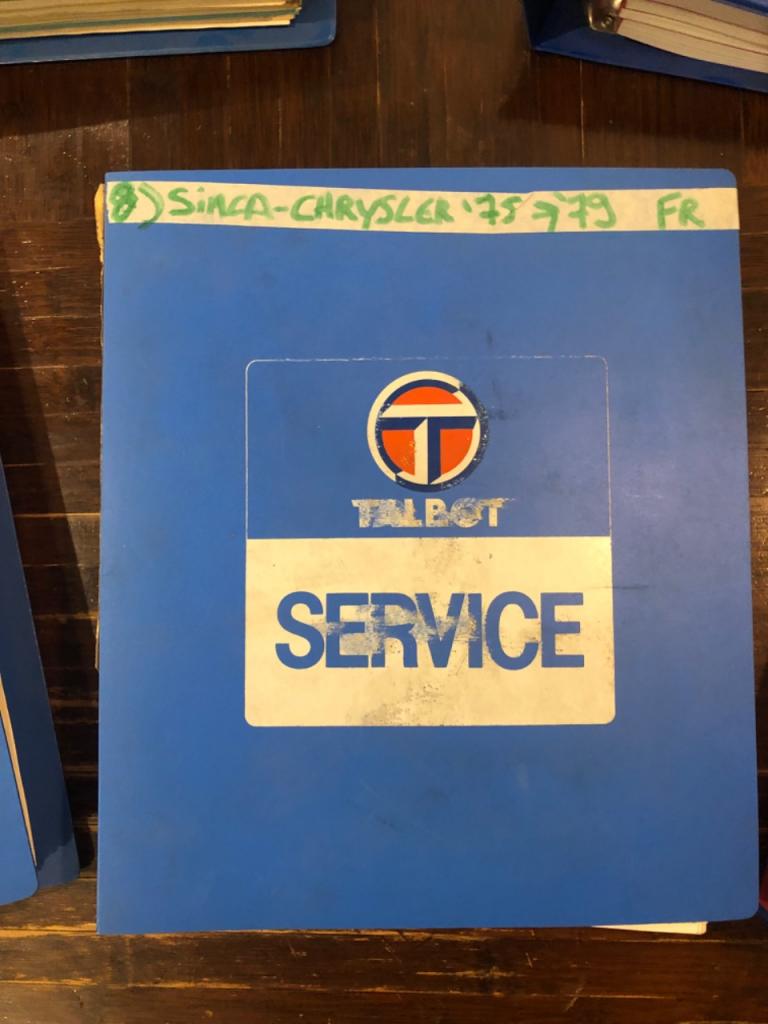 8) SiMCA-CHRYSLER '75 → '79 FR
T
TALBOT
SERVICE